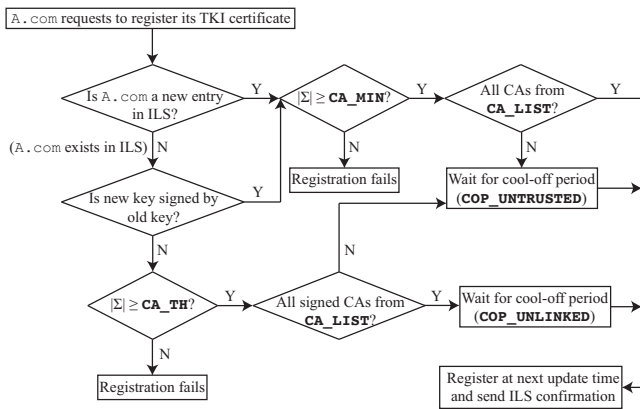 A.com requests to register its TKI certificate
Is A.com a new entry
in ILS?
Y
|Σ| ≥ CA_MIN?
Y
All CAs from
CA_LIST?
Y
(A.com exists in ILS)
N
N
N
Registration fails
Is new key signed by
old key?
Y
Wait for cool-off period
(COP_UNTRUSTED)
N
N
|Σ| ≥ CA_TH?
Y
All signed CAs from
CA_LIST?
Y
Wait for cool-off period
(COP_UNLINKED)
N
Registration fails
Register at next update time
and send ILS confirmation